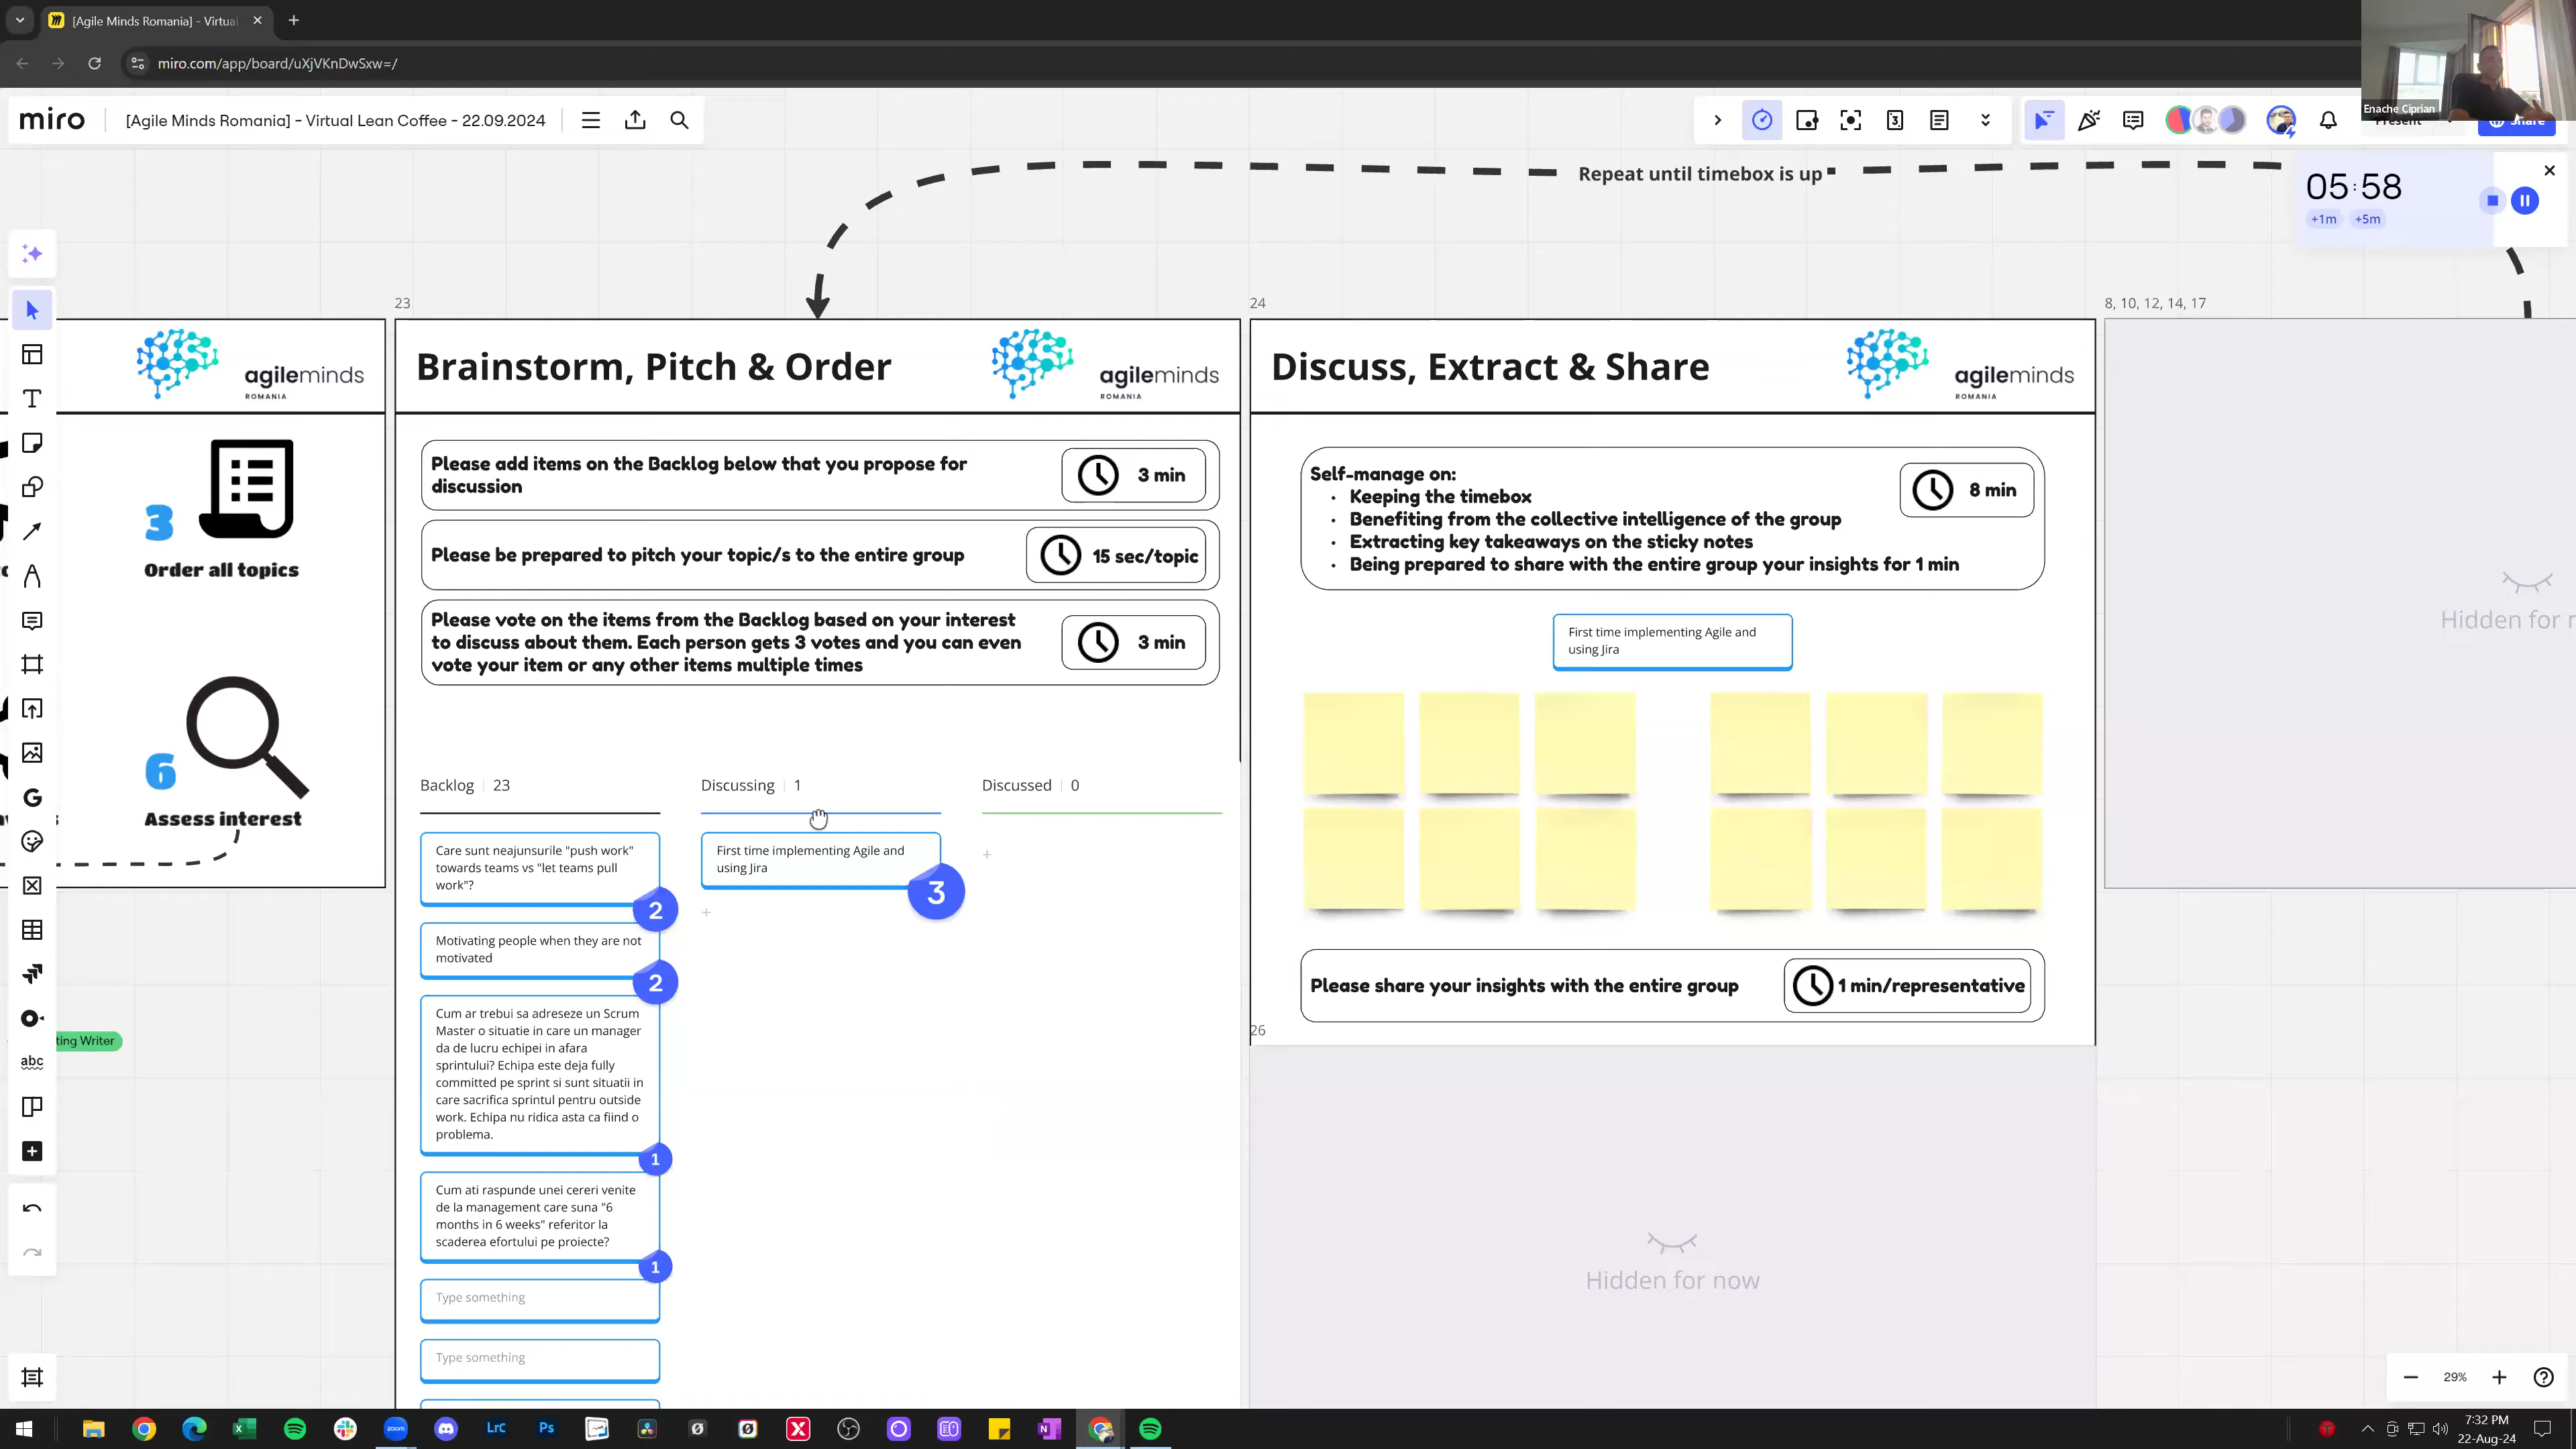 [Agile Minds Romania] - Virtual
miro.com/app/board/uXjVKnDwSxw=/
Enache Ciprian
miro
[Agile Minds Romania] - Virtual Lean Coffee - 22.09.2024
Present
Share
Repeat until timebox is up
05:58
+1m
+5m
23
24
8, 10, 12, 14, 17
agileminds
ROMANIA
3
Order all topics
6
Assess interest
Brainstorm, Pitch & Order
agileminds
ROMANIA
Please add items on the Backlog below that you propose for
discussion
3 min
Please be prepared to pitch your topic/s to the entire group
15 sec/topic
Please vote on the items from the Backlog based on your interest
to discuss about them. Each person gets 3 votes and you can even
vote your item or any other items multiple times
3 min
Backlog | 23
Discussing | 1
Discussed | 0
Care sunt neajunsurile "push work"
towards teams vs "let teams pull
work"?
2
Motivating people when they are not
motivated
2
Cum ar trebui sa adreseze un Scrum
Master o situatie in care un manager
da de lucru echipei in afara
sprintului? Echipa este deja fully
committed pe sprint si sunt situatii in
care sacrifica sprintul pentru outside
work. Echipa nu ridica asta ca fiind o
problema.
1
Cum ati raspunde unei cereri venite
de la management care suna "6
months in 6 weeks" referitor la
scaderea efortului pe proiecte?
1
Type something
Type something
First time implementing Agile and
using Jira
3
Discuss, Extract & Share
agileminds
ROMANIA
Self-manage on:
• Keeping the timebox
• Benefiting from the collective intelligence of the group
• Extracting key takeaways on the sticky notes
• Being prepared to share with the entire group your insights for 1 min
8 min
First time implementing Agile and
using Jira
Please share your insights with the entire group
1 min/representative
26
Hidden for now
Hidden for
ting Writer
29%
7:32 PM
22-Aug-24